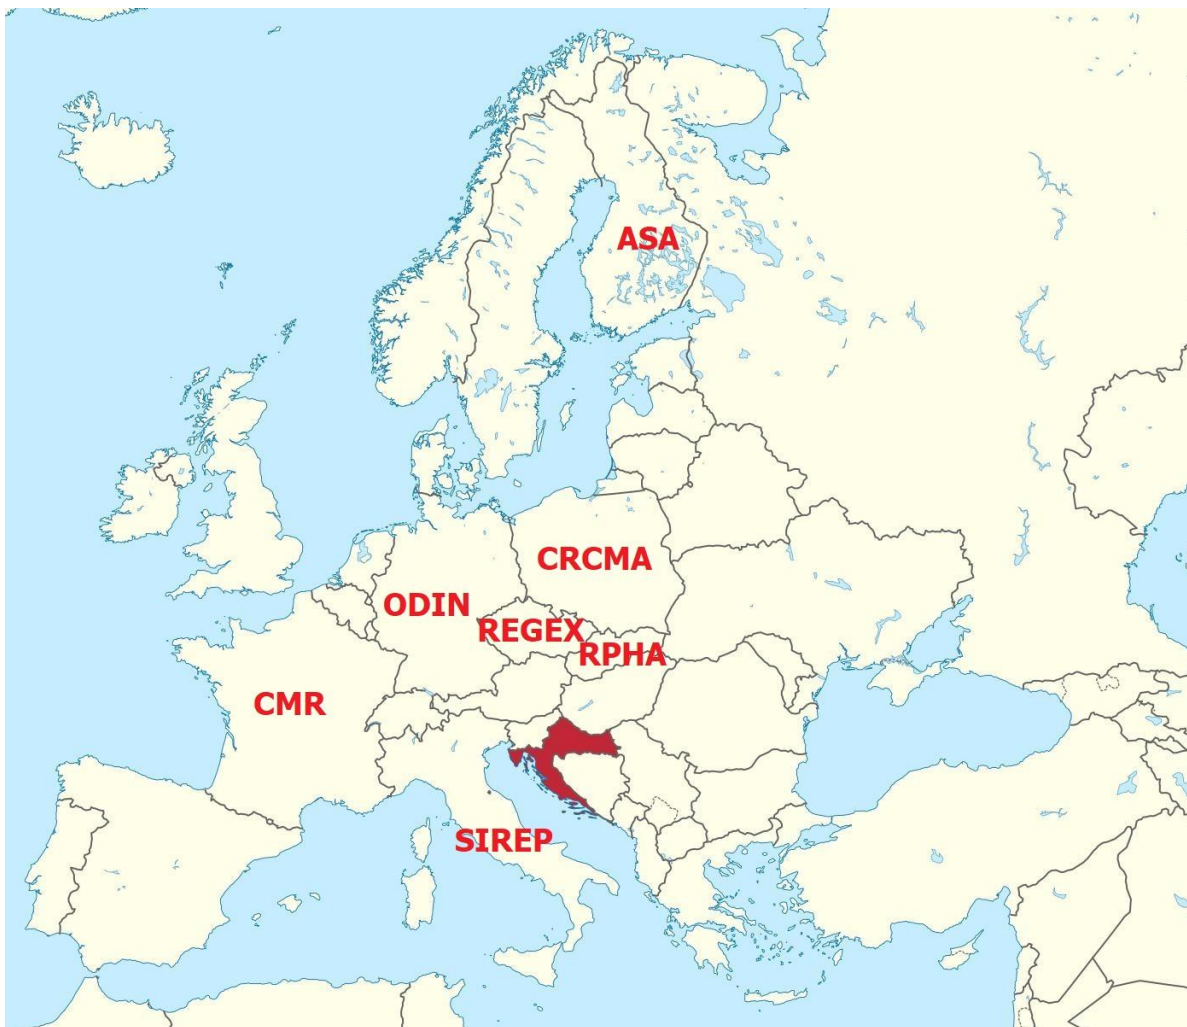 ASA
CRCMA
ODIN
REGEX
RPHA
CMR
SIREP